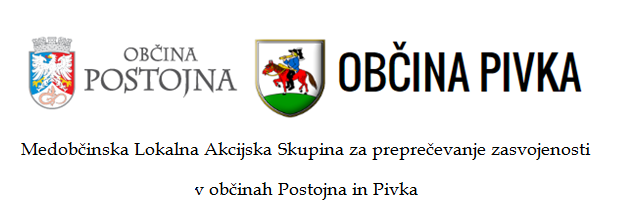 OBČINA
POSTOJNA
OBČINA PIVKA
Medobčinska Lokalna Akcijska Skupina za preprečevanje zasvojenosti
v občinah Postojna in Pivka